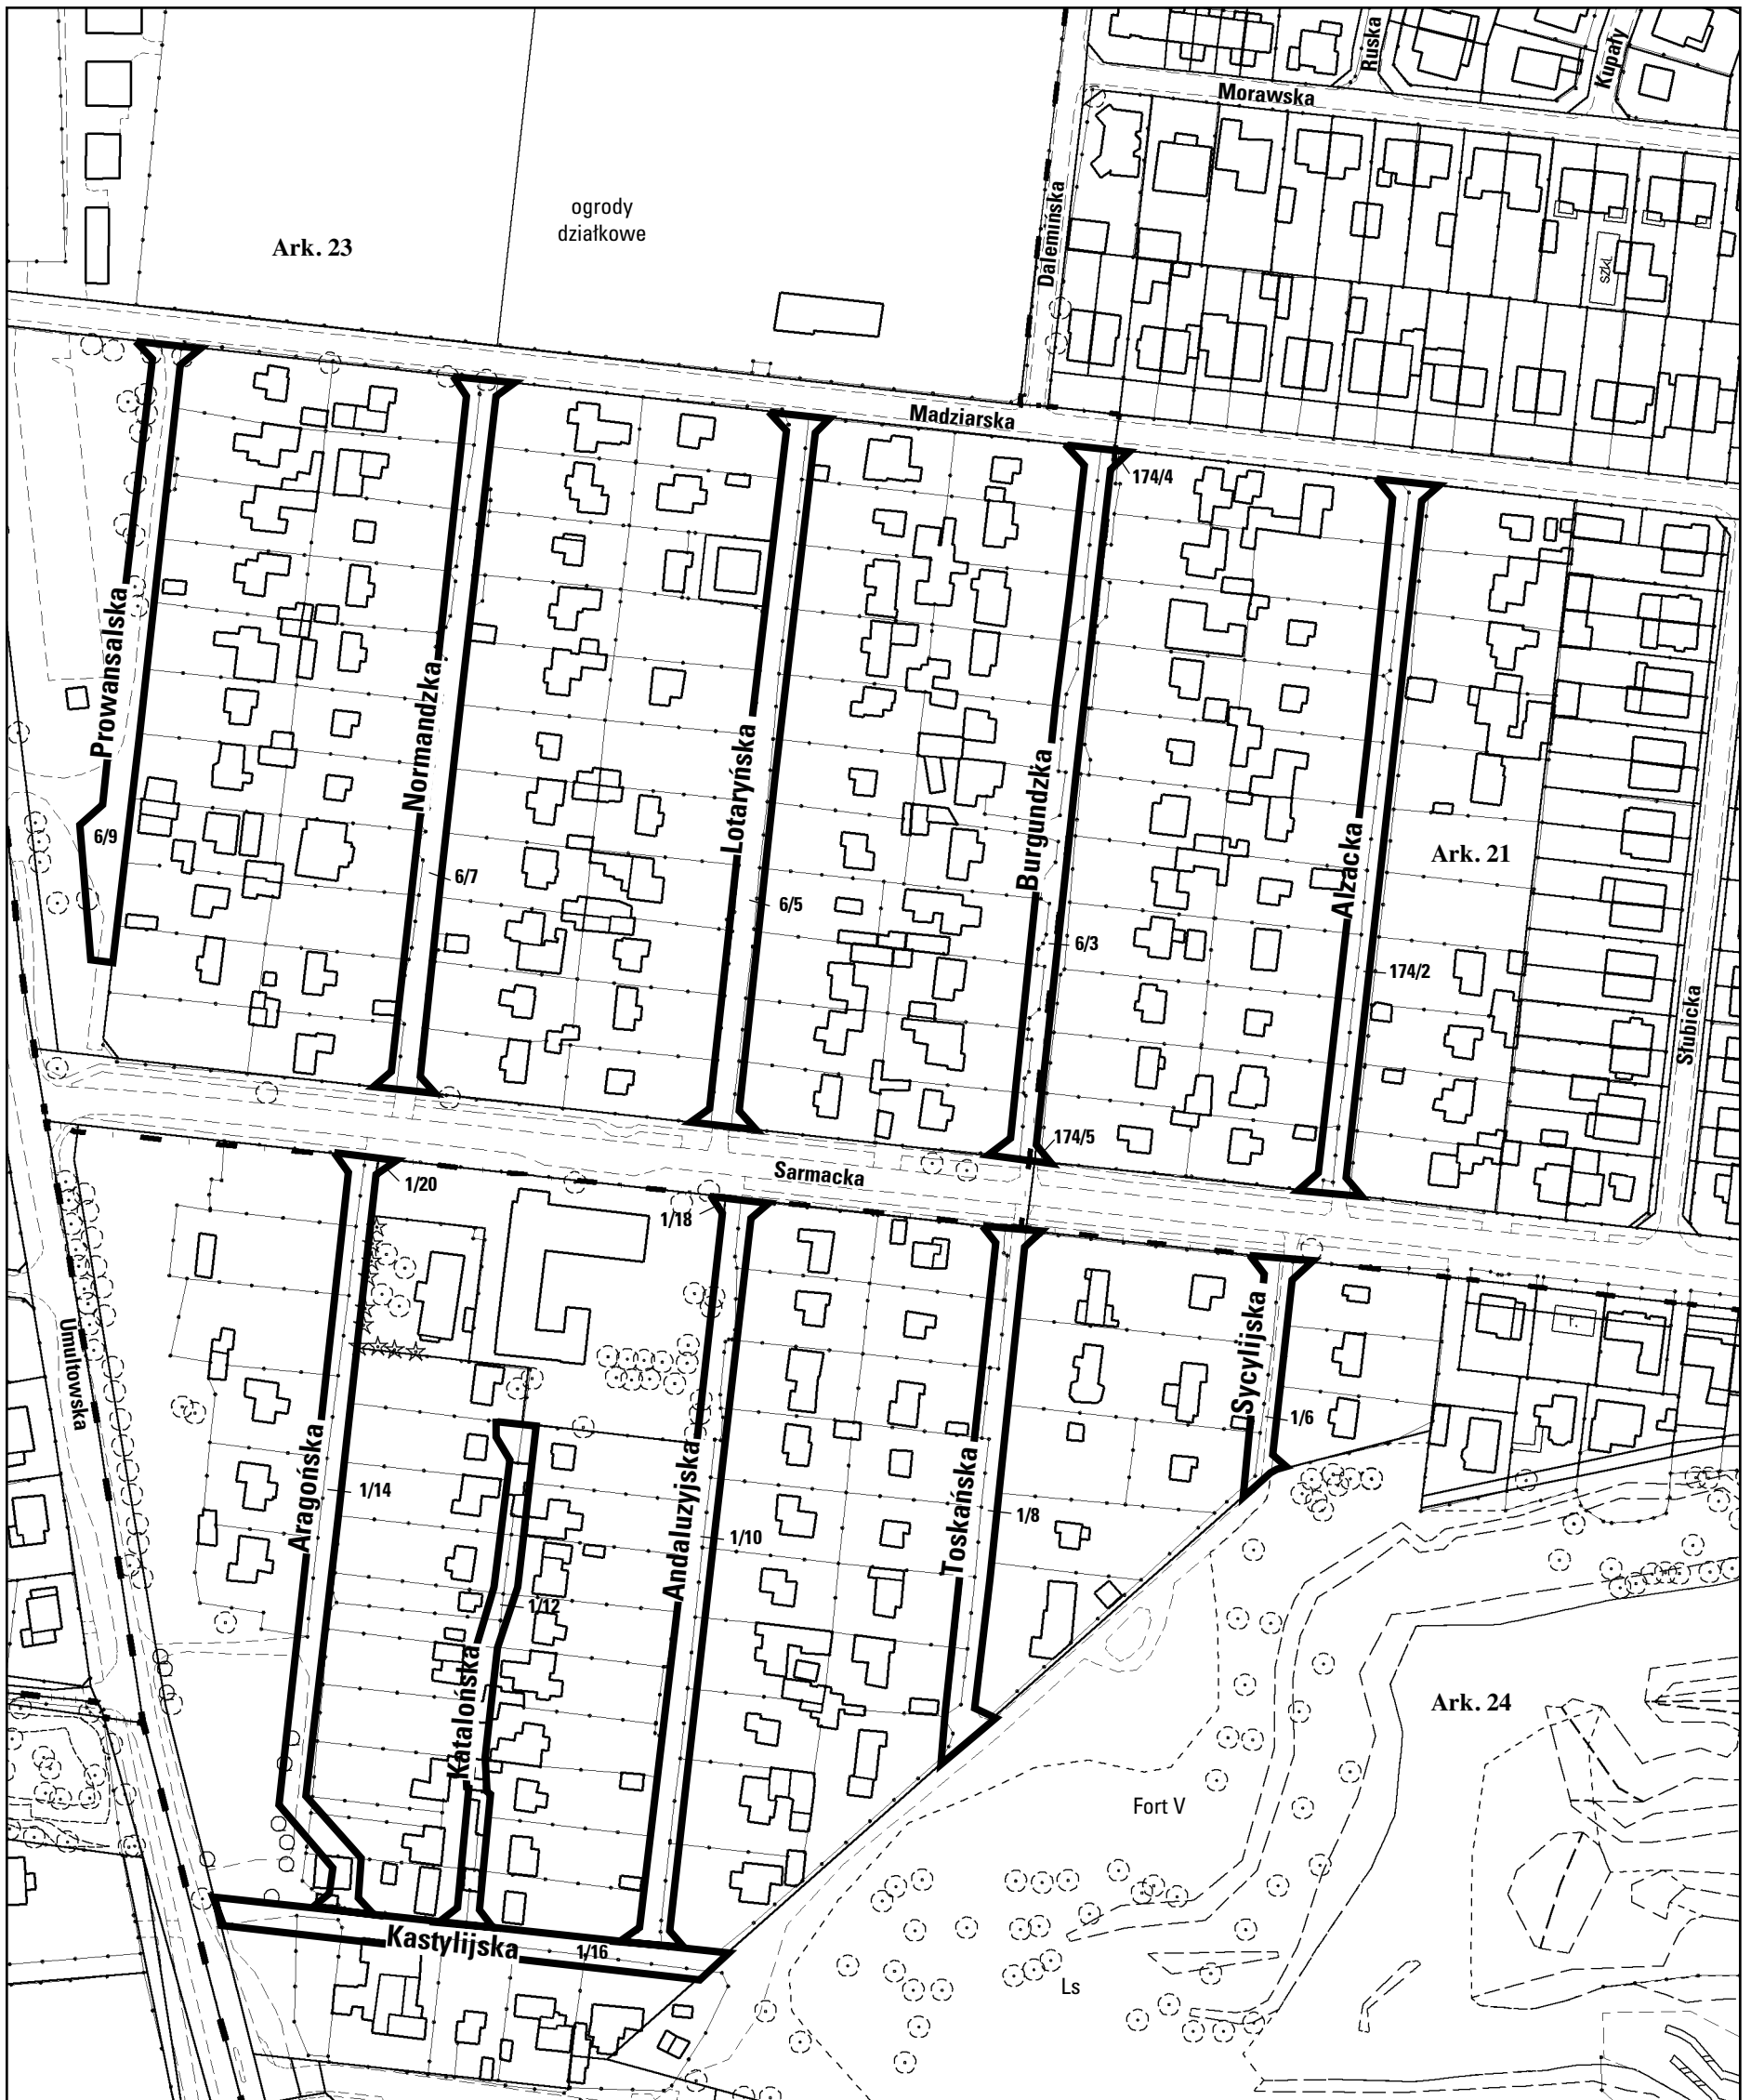 Ruska
Kupały
Morawska
ogrody
działkowe
Ark. 23
Dalemińska
szkl.
Madziarska
174/4
Prowansalska
Normandzka
Lotaryńska
Burgundzka
Alzacka
Ark. 21
6/9
6/7
6/5
6/3
174/2
Słubicka
174/5
Sarmacka
1/20
1/18
Umultowska
Sycylijska
1/6
Aragońska
1/14
Andaluzyjska
1/10
Toskańska
1/8
1/12
Katalońska
Ark. 24
Fort V
Kastylijska
1/16
Ls